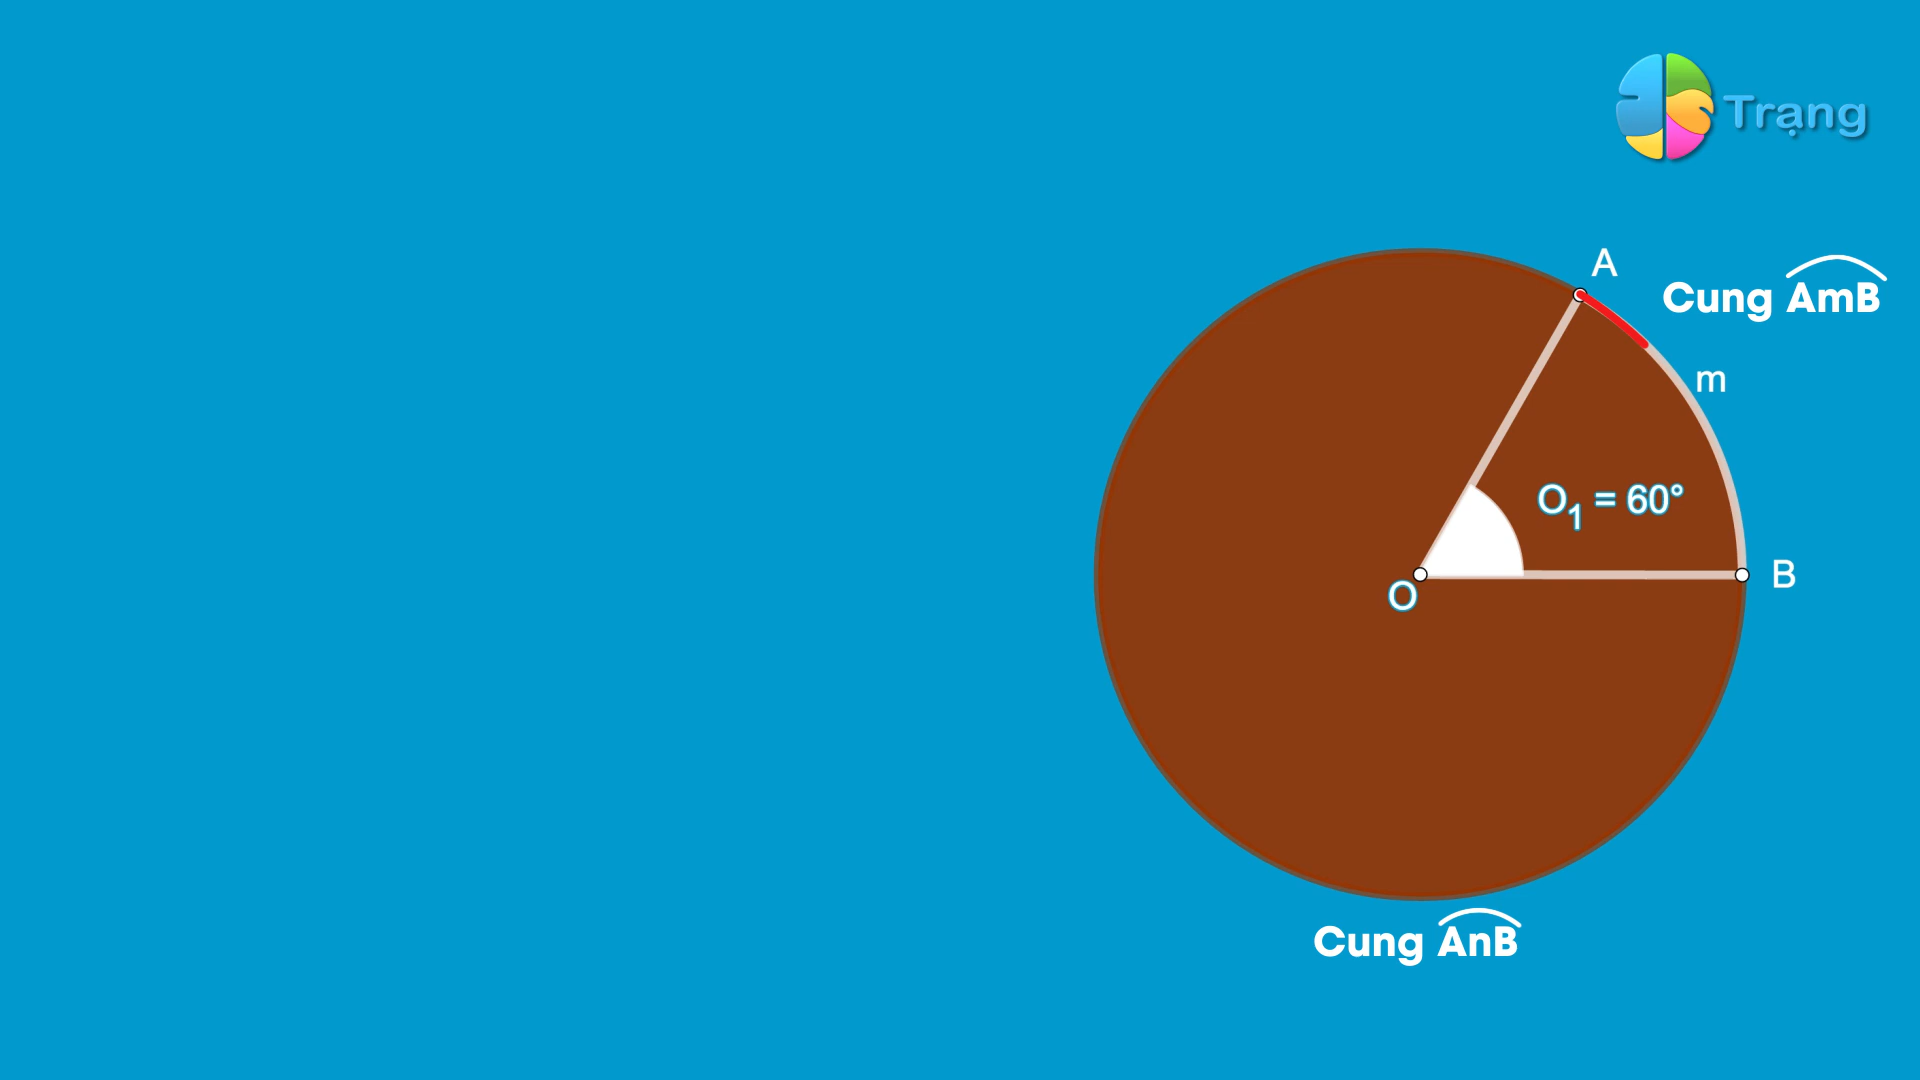 Trạng
A
Cung AmB
m
O₁ = 60°
O
B
Cung AnB